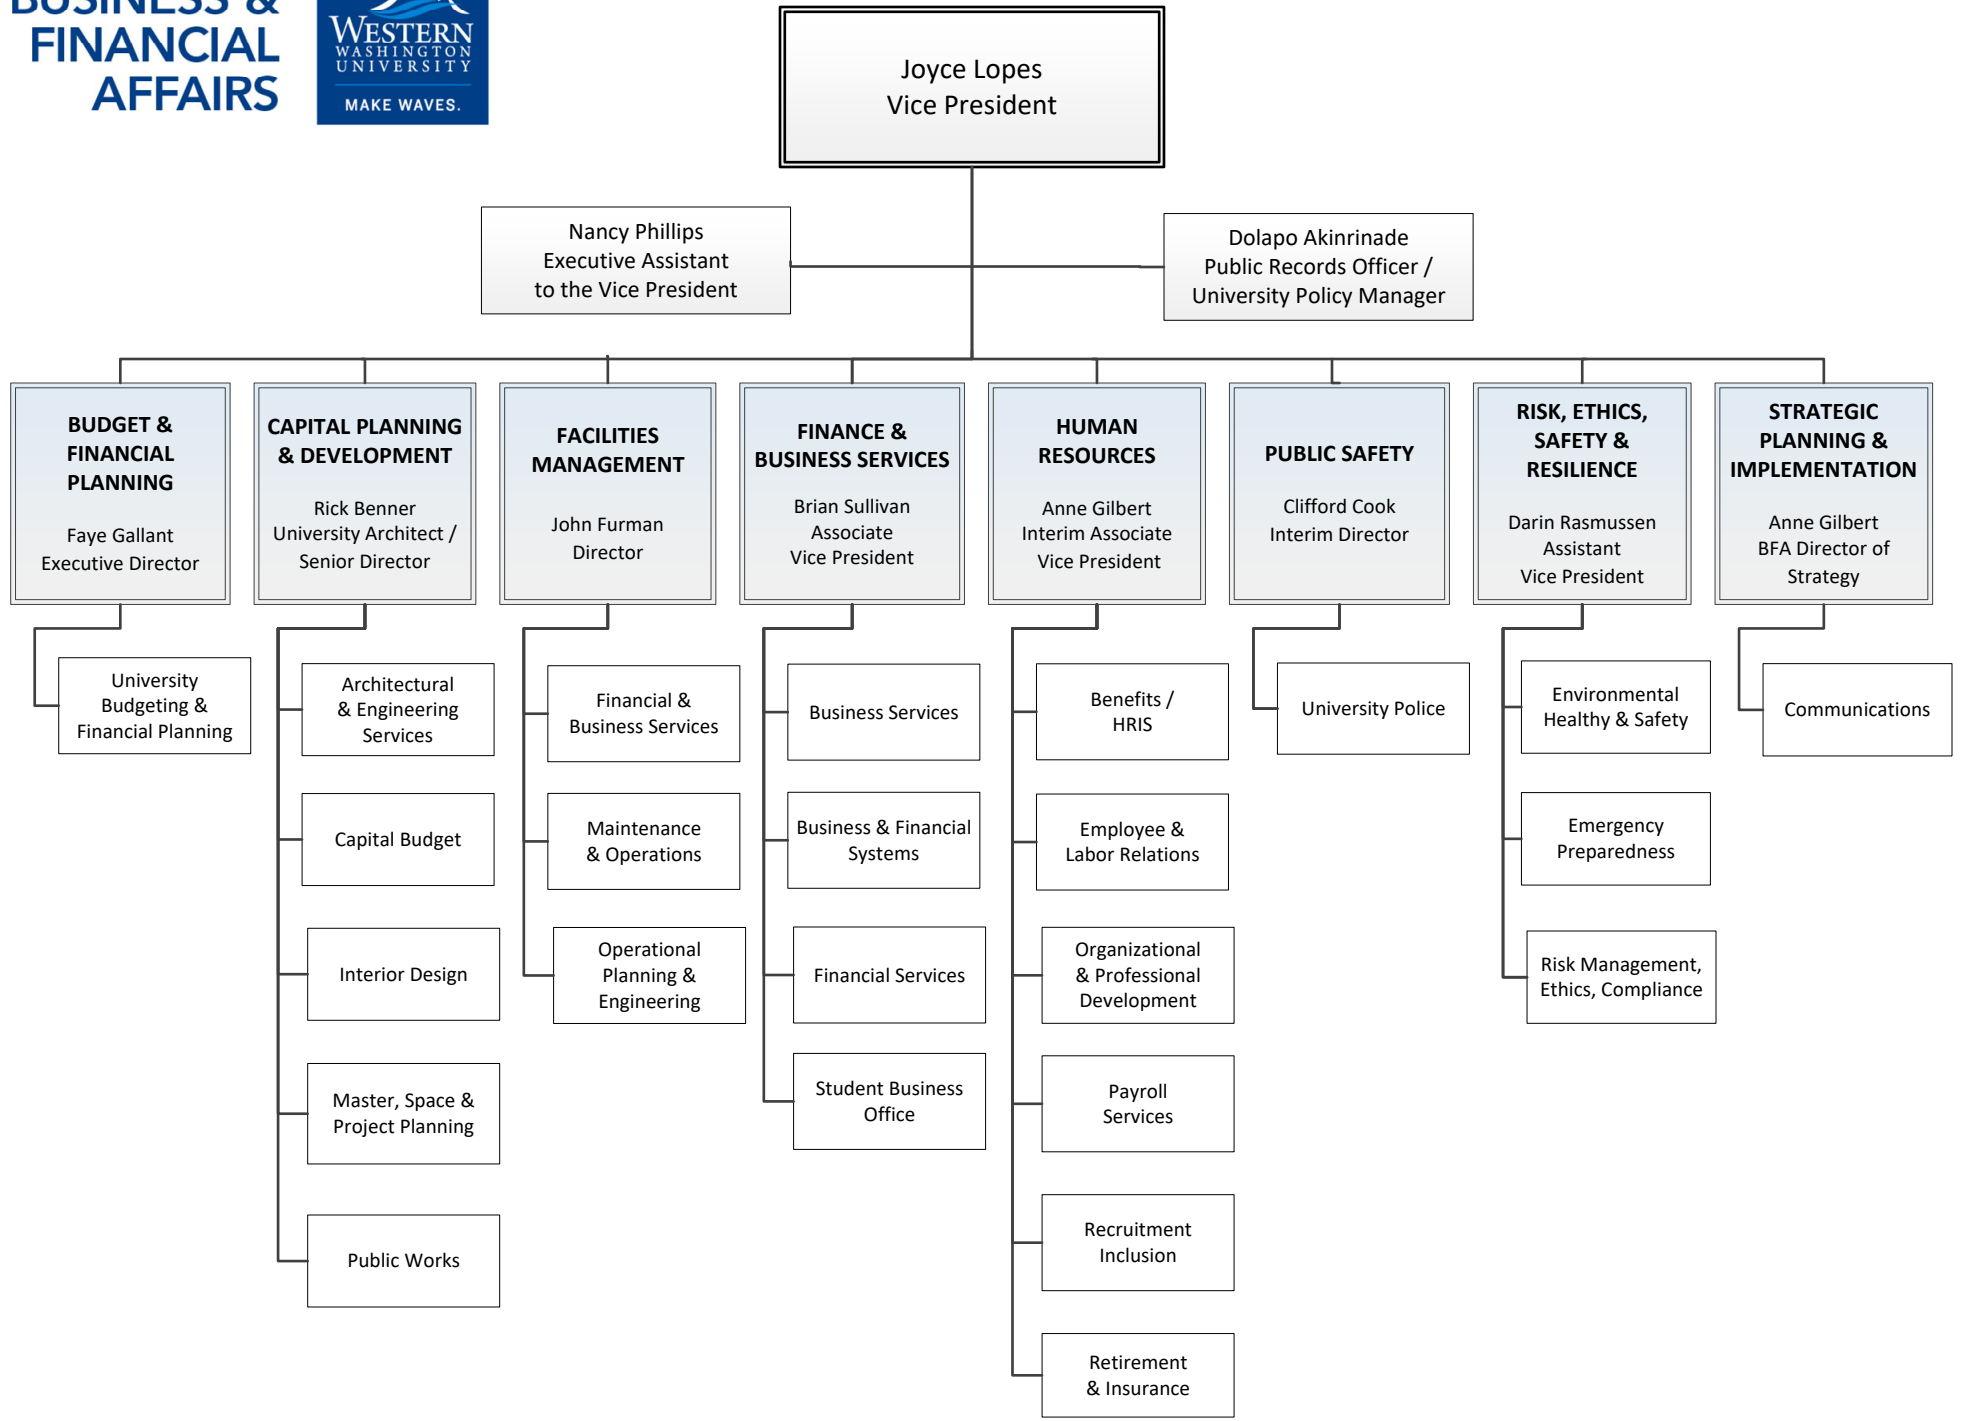 BUSINESS &
FINANCIAL
AFFAIRS
WESTERN
WASHINGTON
UNIVERSITY
MAKE WAVES.
Joyce Lopes
Vice President
Nancy Phillips
Executive Assistant
to the Vice President
Dolapo Akinrinade
Public Records Officer /
University Policy Manager
BUDGET &
FINANCIAL
PLANNING
Faye Gallant
Executive Director
CAPITAL PLANNING
& DEVELOPMENT
Rick Benner
University Architect /
Senior Director
FACILITIES
MANAGEMENT
John Furman
Director
FINANCE &
BUSINESS SERVICES
Brian Sullivan
Associate
Vice President
HUMAN
RESOURCES
Anne Gilbert
Interim Associate
Vice President
PUBLIC SAFETY
Clifford Cook
Interim Director
RISK, ETHICS,
SAFETY &
RESILIENCE
Darin Rasmussen
Assistant
Vice President
STRATEGIC
PLANNING &
IMPLEMENTATION
Anne Gilbert
BFA Director of
Strategy
University
Budgeting &
Financial Planning
Architectural
& Engineering
Services
Capital Budget
Interior Design
Master, Space &
Project Planning
Public Works
Financial &
Business Services
Maintenance
& Operations
Operational
Planning &
Engineering
Business Services
Business & Financial
Systems
Financial Services
Student Business
Office
Benefits /
HRIS
Employee &
Labor Relations
Organizational
& Professional
Development
Payroll
Services
Recruitment
Inclusion
Retirement
& Insurance
University Police
Environmental
Healthy & Safety
Emergency
Preparedness
Risk Management,
Ethics, Compliance
Communications